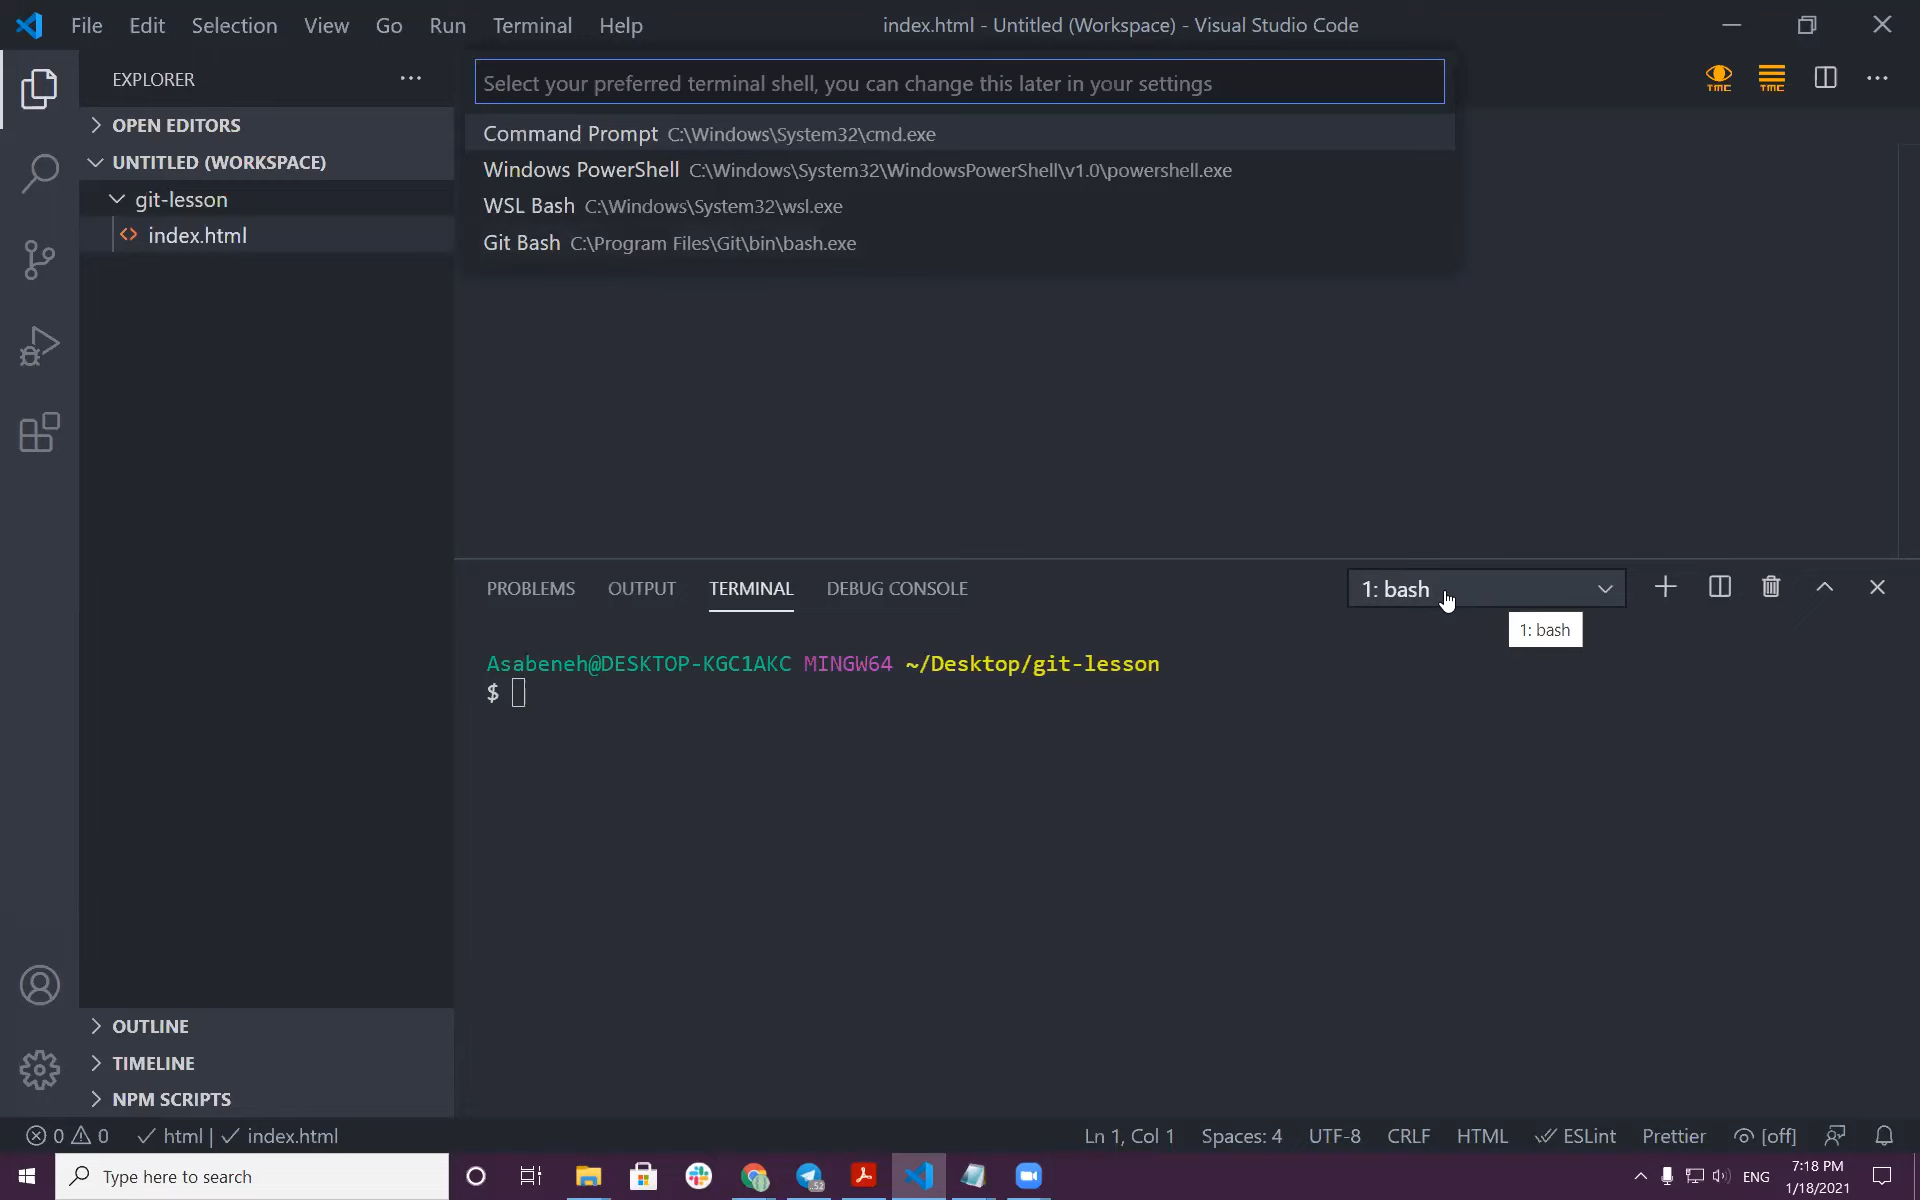 File Edit Selection View Go Run Terminal Help
index.html - Untitled (Workspace) - Visual Studio Code
EXPLORER
OPEN EDITORS
UNTITLED (WORKSPACE)
git-lesson
index.html
Select your preferred terminal shell, you can change this later in your settings
Command Prompt C:\Windows\System32\cmd.exe
Windows PowerShell C:\Windows\System32\WindowsPowerShell\v1.0\powershell.exe
WSL Bash C:\Windows\System32\wsl.exe
Git Bash C:\Program Files\Git\bin\bash.exe
TMC TMC
PROBLEMS OUTPUT TERMINAL DEBUG CONSOLE
1: bash
1: bash
Asabeneh@DESKTOP-KGC1AKC MINGW64 ~/Desktop/git-lesson
$
OUTLINE
TIMELINE
NPM SCRIPTS
0 0 html | index.html
Ln 1, Col 1 Spaces: 4 UTF-8 CRLF HTML ESLint Prettier [off]
Type here to search
52
ENG
7:18 PM
1/18/2021